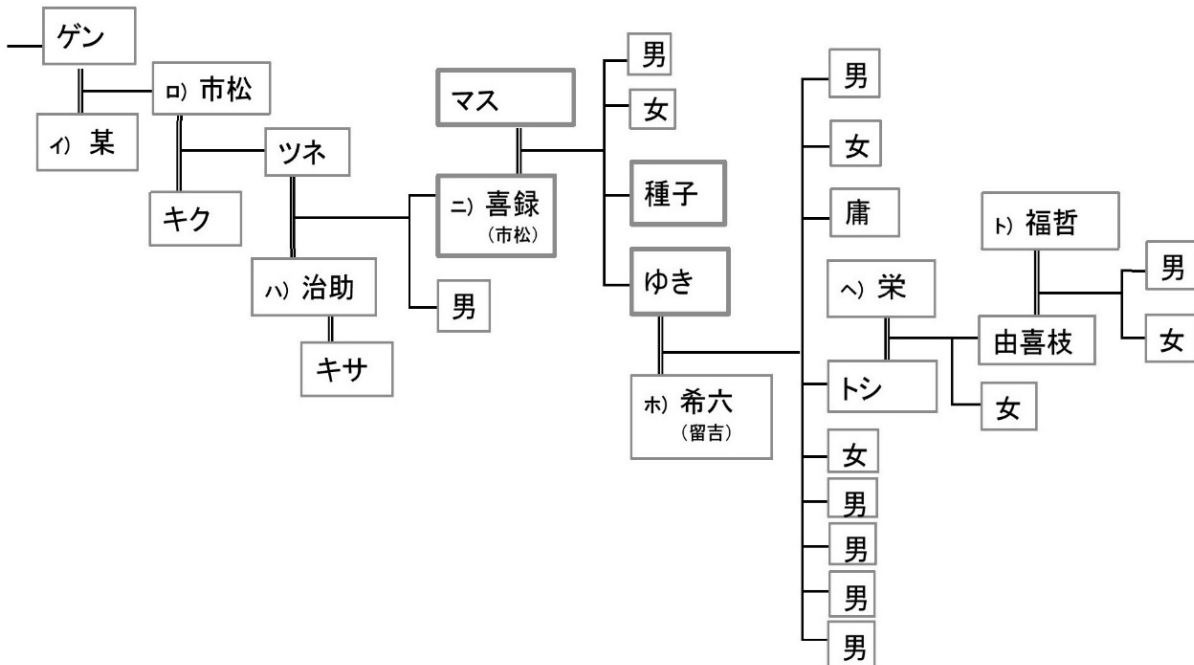 ゲン
イ) 某
ロ) 市松
キク
ツネ
ハ) 治助
キサ
マス
ニ) 喜録
（市松）
男
男
女
種子
ゆき
ホ) 希六
（留吉）
男
女
庸
トシ
女
男
男
男
男
ヘ) 栄
ト) 福哲
由喜枝
女
男
女